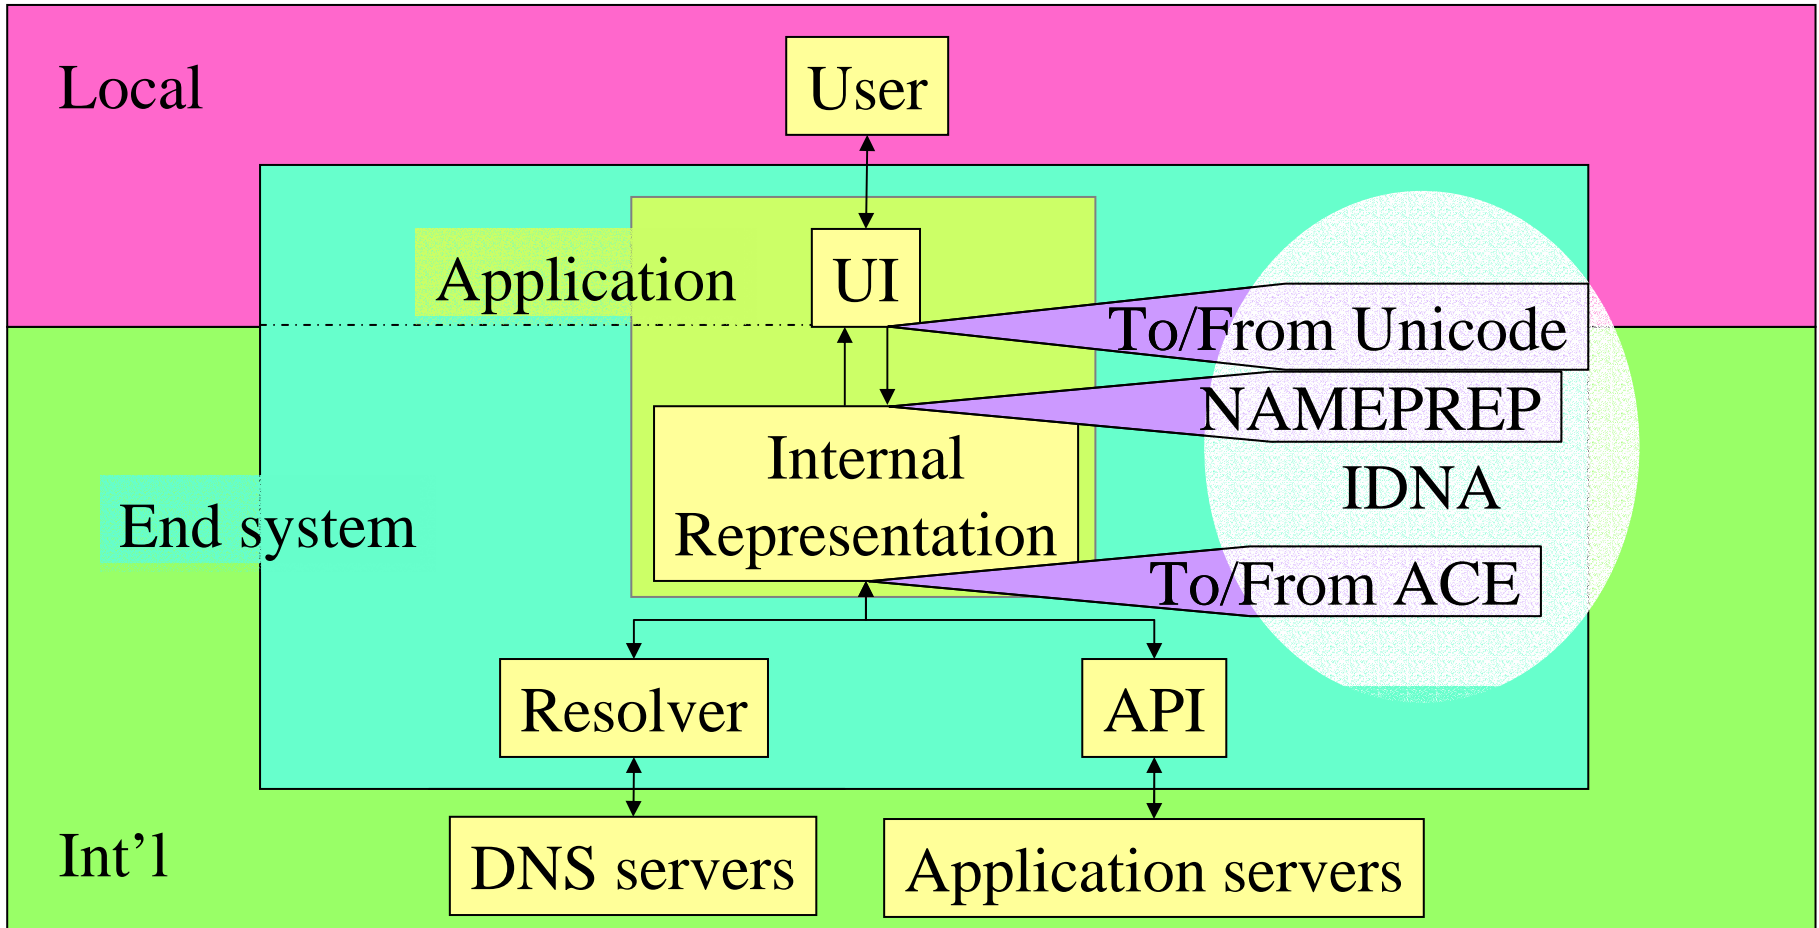 Local
User
Application
UI
To/From Unicode
NAMEPREP
Internal
Representation
IDNA
End system
To/From ACE
Resolver
API
Int’l
DNS servers
Application servers